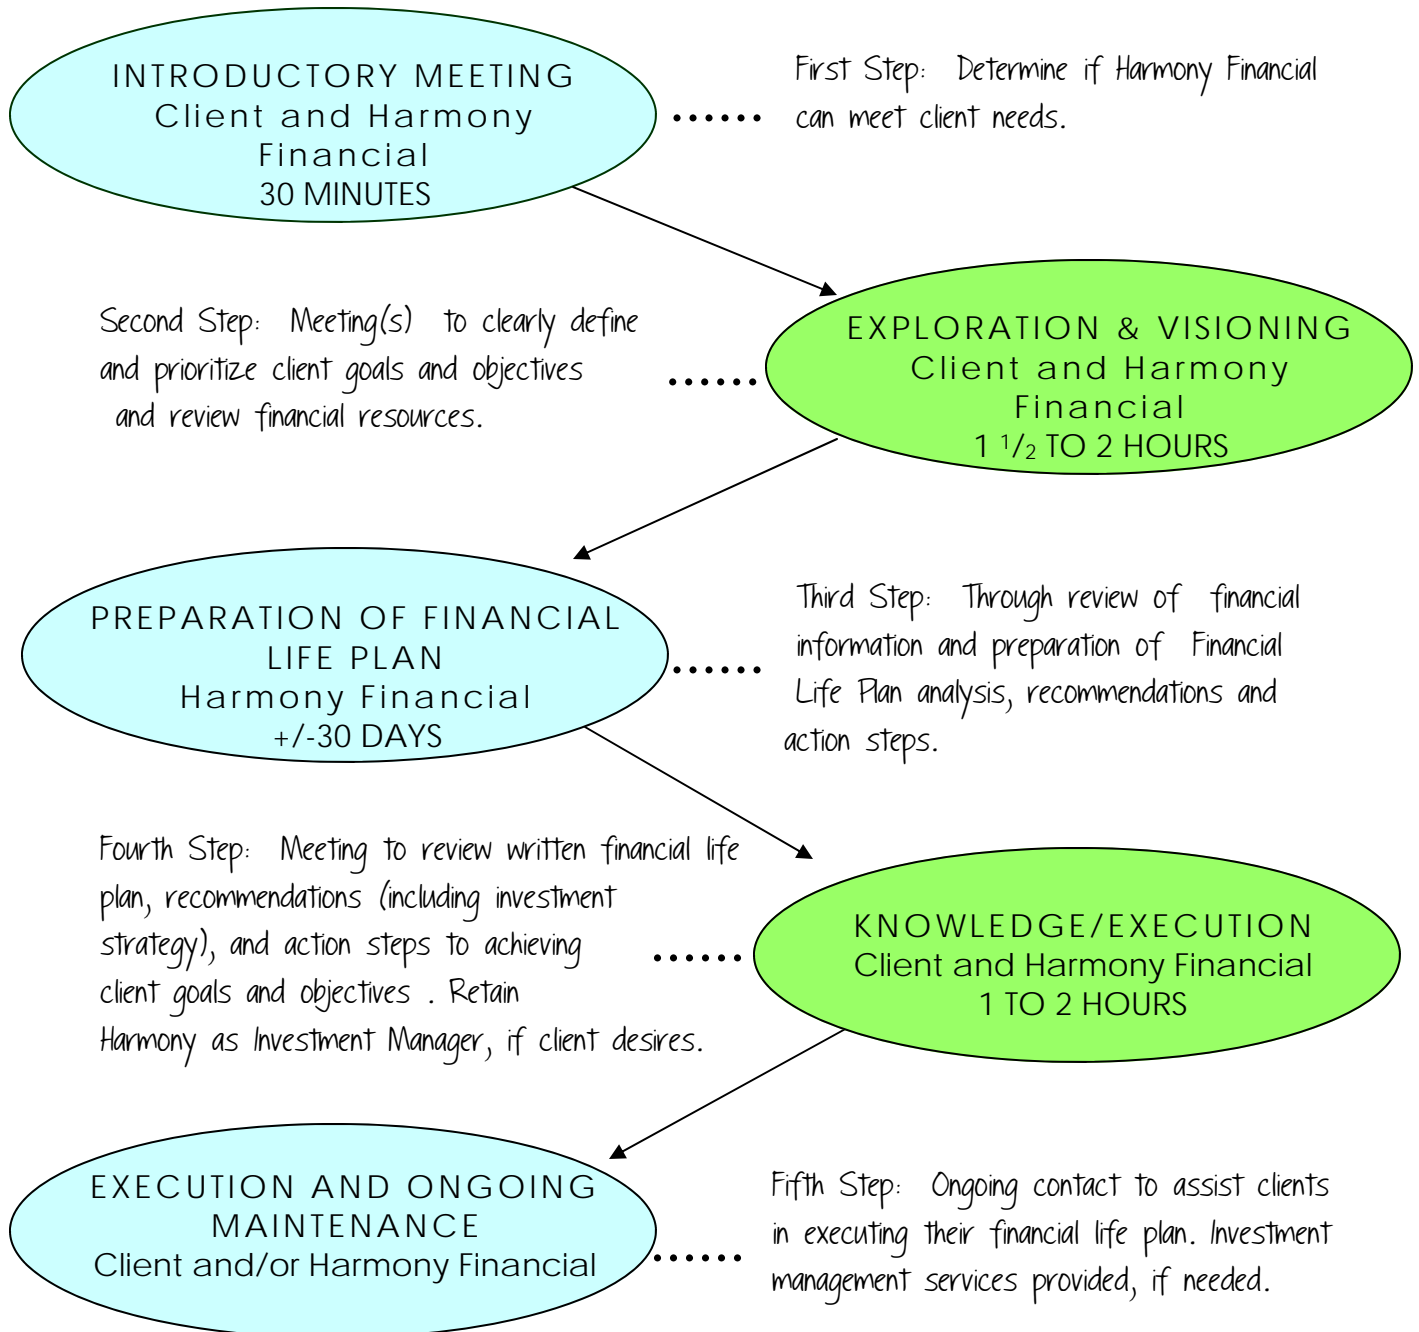 INTRODUCTORY MEETING
Client and Harmony
Financial
30 MINUTES
First Step: Determine if Harmony Financial
can meet client needs.
Second Step: Meeting(s) to clearly define
and prioritize client goals and objectives
and review financial resources.
EXPLORATION & VISIONING
Client and Harmony
Financial
1 1/2 TO 2 HOURS
PREPARATION OF FINANCIAL
LIFE PLAN
Harmony Financial
+/-30 DAYS
Third Step: Through review of financial
information and preparation of Financial
Life Plan analysis, recommendations and
action steps.
Fourth Step: Meeting to review written financial life
plan, recommendations (including investment
strategy), and action steps to achieving
client goals and objectives . Retain
Harmony as Investment Manager, if client desires.
KNOWLEDGE/EXECUTION
Client and Harmony Financial
1 TO 2 HOURS
EXECUTION AND ONGOING
MAINTENANCE
Client and/or Harmony Financial
Fifth Step: Ongoing contact to assist clients
in executing their financial life plan. Investment
management services provided, if needed.